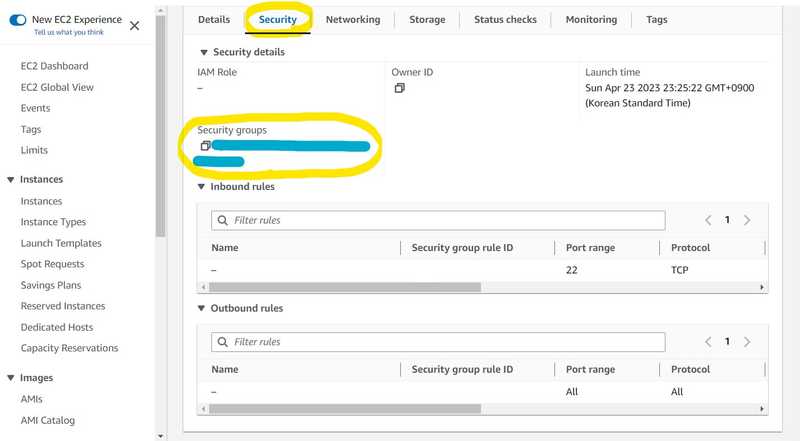 New EC2 Experience
Tell us what you think
EC2 Dashboard
EC2 Global View
Events
Tags
Limits
Instances
Instances
Instance Types
Launch Templates
Spot Requests
Savings Plans
Reserved Instances
Dedicated Hosts
Capacity Reservations
Images
AMIs
AMI Catalog
Details Security Networking Storage Status checks Monitoring Tags
Security details
IAM Role Owner ID Launch time
– Sun Apr 23 2023 23:25:22 GMT+0900
(Korean Standard Time)
Security groups
Inbound rules
Filter rules 1
Name Security group rule ID Port range Protocol
– 22 TCP
Outbound rules
Filter rules 1
Name Security group rule ID Port range Protocol
– All All